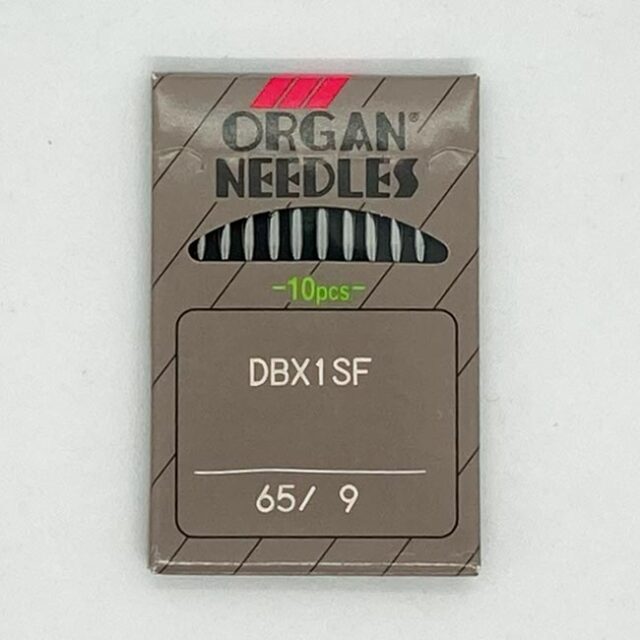 ORGAN®
NEEDLES
-10pcs-
DBX1SF
65/ 9